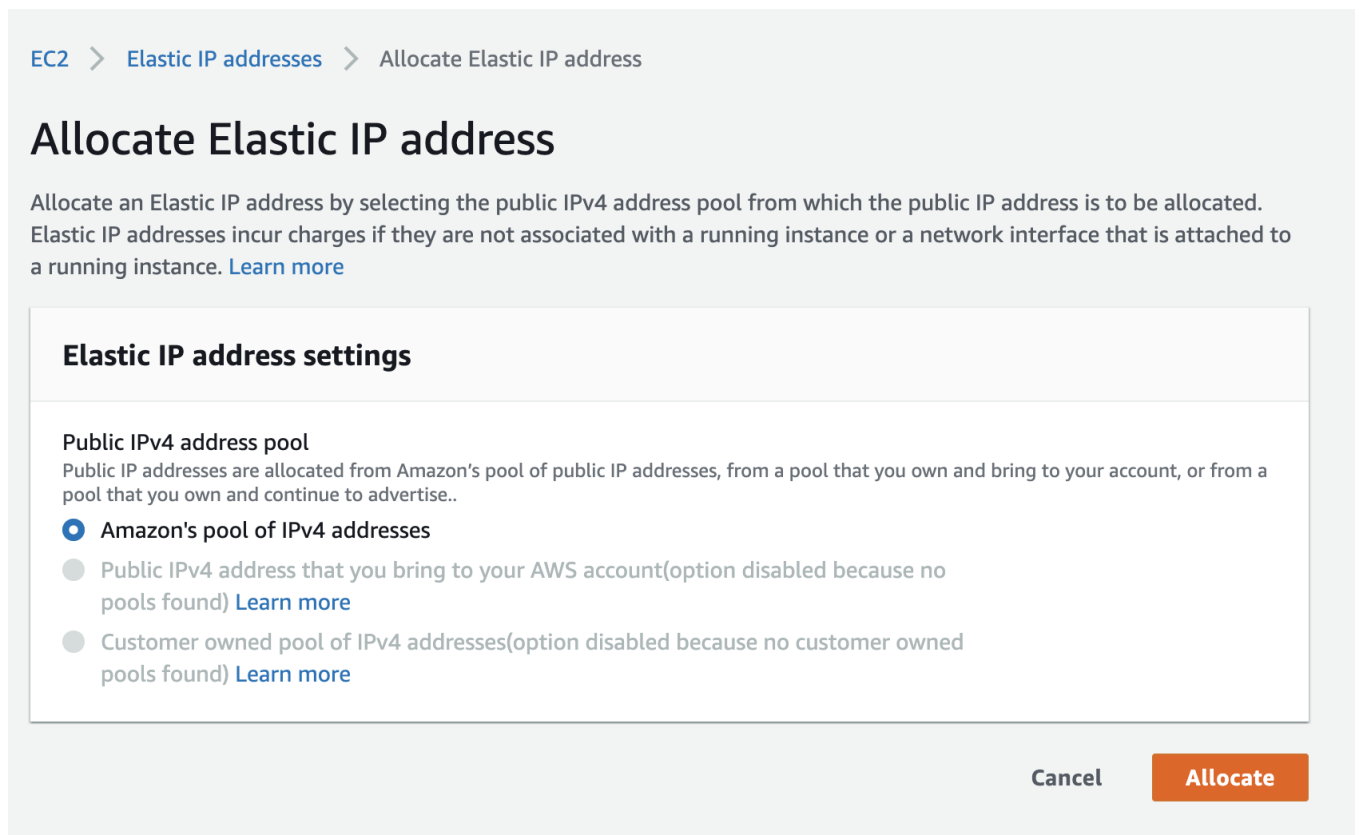 EC2 > Elastic IP addresses > Allocate Elastic IP address
Allocate Elastic IP address
Allocate an Elastic IP address by selecting the public IPv4 address pool from which the public IP address is to be allocated.
Elastic IP addresses incur charges if they are not associated with a running instance or a network interface that is attached to
a running instance. Learn more
Elastic IP address settings
Public IPv4 address pool
Public IP addresses are allocated from Amazon’s pool of public IP addresses, from a pool that you own and bring to your account, or from a
pool that you own and continue to advertise..
Amazon's pool of IPv4 addresses
Public IPv4 address that you bring to your AWS account(option disabled because no
pools found) Learn more
Customer owned pool of IPv4 addresses(option disabled because no customer owned
pools found) Learn more
Cancel Allocate